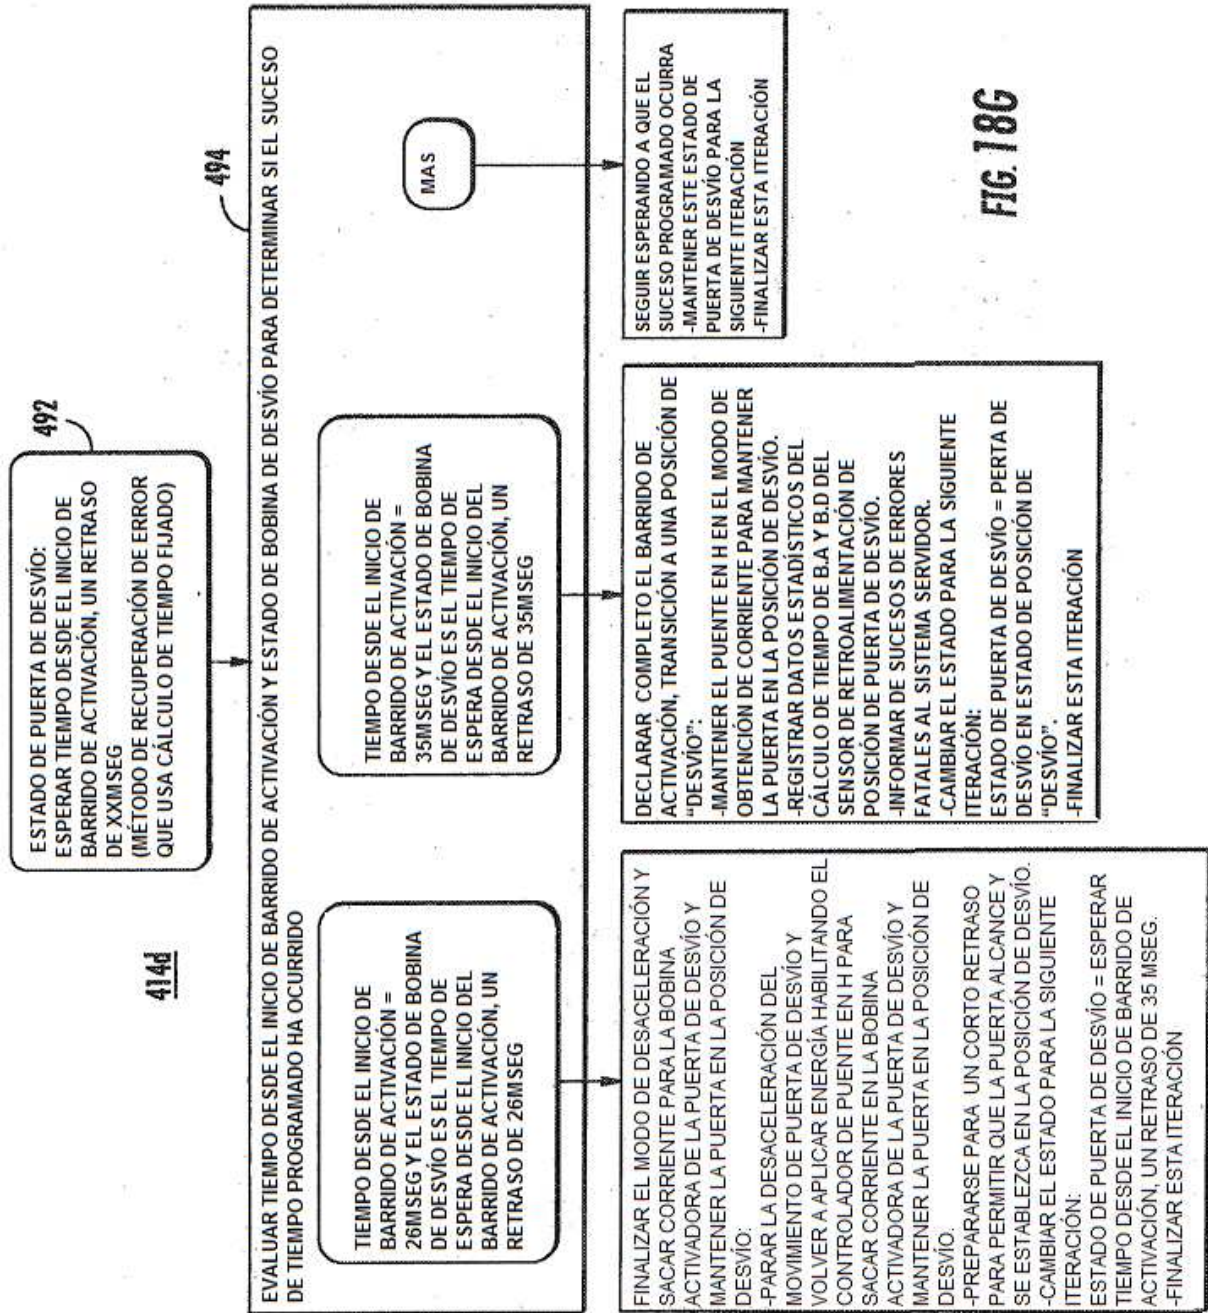 414d
492
ESTADO DE PUERTA DE DESVÍO:
ESPERAR TIEMPO DESDE EL INICIO DE
BARRIDO DE ACTIVACIÓN, UN RETRASO
DE XXMSEG
(MÉTODO DE RECUPERACIÓN DE ERROR
QUE USA CÁLCULO DE TIEMPO FIJADO)
494
EVALUAR TIEMPO DESDE EL INICIO DE BARRIDO DE ACTIVACIÓN Y ESTADO DE BOBINA DE DESVÍO PARA DETERMINAR SI EL SUCESO
DE TIEMPO PROGRAMADO HA OCURRIDO
TIEMPO DESDE EL INICIO DE
BARRIDO DE ACTIVACIÓN =
26MSEG Y EL ESTADO DE BOBINA
DE DESVÍO ES EL TIEMPO DE
ESPERA DESDE EL INICIO DEL
BARRIDO DE ACTIVACIÓN, UN
RETRASO DE 26MSEG
TIEMPO DESDE EL INICIO DE
BARRIDO DE ACTIVACIÓN =
35MSEG Y EL ESTADO DE BOBINA
DE DESVÍO ES EL TIEMPO DE
ESPERA DESDE EL INICIO DEL
BARRIDO DE ACTIVACIÓN, UN
RETRASO DE 35MSEG
MAS
FINALIZAR EL MODO DE DESACELERACIÓN Y
SACAR CORRIENTE PARA LA BOBINA
ACTIVADORA DE LA PUERTA DE DESVÍO Y
MANTENER LA PUERTA EN LA POSICIÓN DE
DESVÍO:
-PARAR LA DESACELERACIÓN DEL
MOVIMIENTO DE PUERTA DE DESVÍO Y
VOLVER A APLICAR ENERGÍA HABILITANDO EL
CONTROLADOR DE PUENTE EN H PARA
SACAR CORRIENTE EN LA BOBINA
ACTIVADORA DE LA PUERTA DE DESVÍO Y
MANTENER LA PUERTA EN LA POSICIÓN DE
DESVÍO.
-PREPARARSE PARA UN CORTO RETRASO
PARA PERMITIR QUE LA PUERTA ALCANCE Y
SE ESTABLEZCA EN LA POSICIÓN DE DESVÍO.
-CAMBIAR EL ESTADO PARA LA SIGUIENTE
ITERACIÓN:
ESTADO DE PUERTA DE DESVÍO = ESPERAR
TIEMPO DESDE EL INICIO DE BARRIDO DE
ACTIVACIÓN, UN RETRASO DE 35 MSEG.
-FINALIZAR ESTA ITERACIÓN
DECLARAR COMPLETO EL BARRIDO DE
ACTIVACIÓN, TRANSICIÓN A UNA POSICIÓN DE
"DESVÍO":
-MANTENER EL PUENTE EN H EN EL MODO DE
OBTENCIÓN DE CORRIENTE PARA MANTENER
LA PUERTA EN LA POSICIÓN DE DESVÍO.
-REGISTRAR DATOS ESTADÍSTICOS DEL
CÁLCULO DE TIEMPO DE B.A Y B.D DEL
SENSOR DE RETROALIMENTACIÓN DE
POSICIÓN DE PUERTA DE DESVÍO.
-INFORMAR DE SUCESOS DE ERRORES
FATALES AL SISTEMA SERVIDOR.
-CAMBIAR EL ESTADO PARA LA SIGUIENTE
ITERACIÓN:
ESTADO DE PUERTA DE DESVÍO = PERTA DE
DESVÍO EN ESTADO DE POSICIÓN DE
"DESVÍO".
-FINALIZAR ESTA ITERACIÓN
SEGUIR ESPERANDO A QUE EL
SUCESO PROGRAMADO OCURRA
-MANTENER ESTE ESTADO DE
PUERTA DE DESVÍO PARA LA
SIGUIENTE ITERACIÓN
-FINALIZAR ESTA ITERACIÓN
FIG. 18G